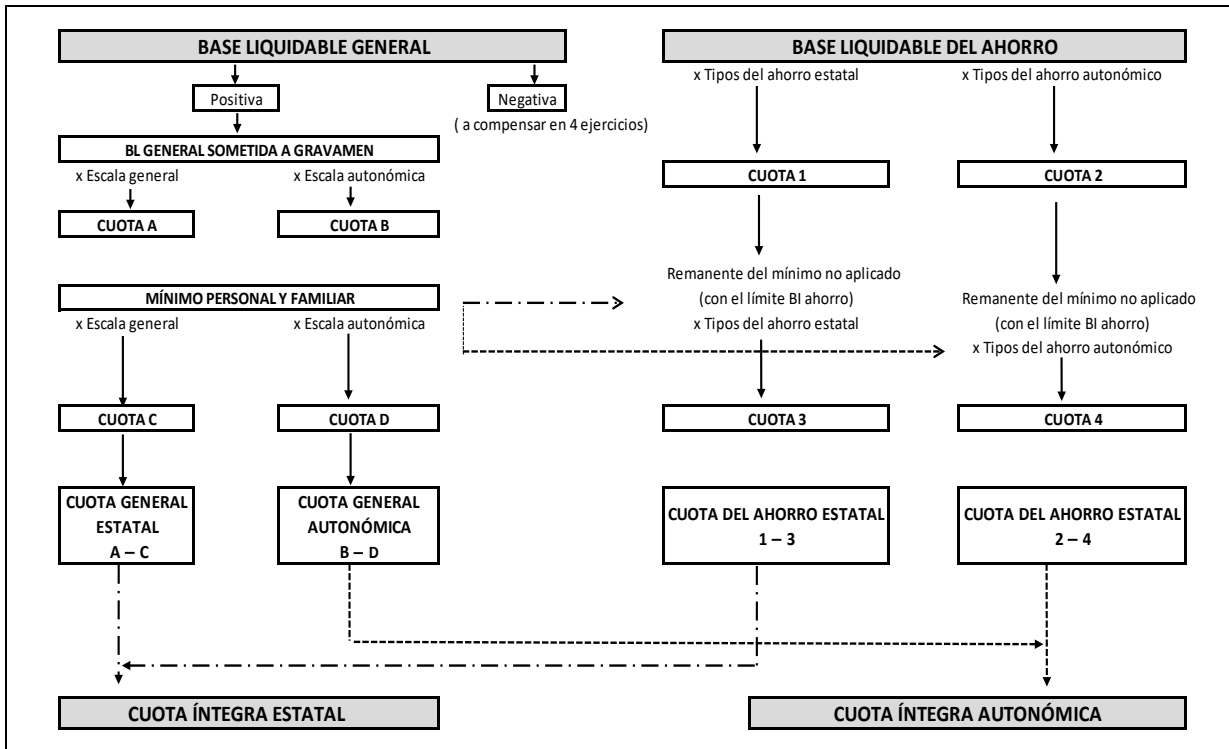 BASE LIQUIDABLE GENERAL
Positiva
Negativa
( a compensar en 4 ejercicios)
BL GENERAL SOMETIDA A GRAVAMEN
x Escala general
x Escala autonómica
CUOTA A
CUOTA B
MÍNIMO PERSONAL Y FAMILIAR
x Escala general
x Escala autonómica
CUOTA C
CUOTA D
CUOTA GENERAL
ESTATAL
A – C
CUOTA GENERAL
AUTONÓMICA
B – D
BASE LIQUIDABLE DEL AHORRO
x Tipos del ahorro estatal
x Tipos del ahorro autonómico
CUOTA 1
CUOTA 2
Remanente del mínimo no aplicado
(con el límite BI ahorro)
x Tipos del ahorro estatal
Remanente del mínimo no aplicado
(con el límite BI ahorro)
x Tipos del ahorro autonómico
CUOTA 3
CUOTA 4
CUOTA DEL AHORRO ESTATAL
1 – 3
CUOTA DEL AHORRO ESTATAL
2 – 4
CUOTA ÍNTEGRA ESTATAL
CUOTA ÍNTEGRA AUTONÓMICA